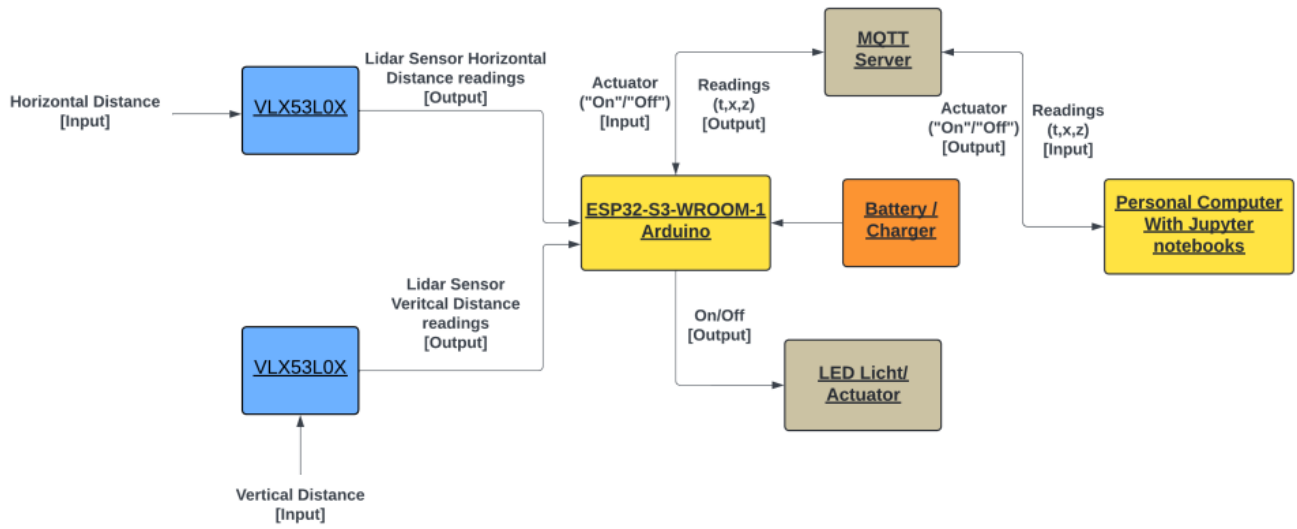 Horizontal Distance
[Input]
VLX53L0X
Lidar Sensor Horizontal
Distance readings
[Output]
Actuator
("On"/"Off")
[Input]
Readings
(t,x,z)
[Output]
MQTT
Server
Actuator
("On"/"Off")
[Output]
Readings
(t,x,z)
[Input]
ESP32-S3-WROOM-1
Arduino
Battery /
Charger
Personal Computer
With Jupyter
notebooks
Lidar Sensor
Veritcal Distance
readings
[Output]
On/Off
[Output]
VLX53L0X
LED Licht/
Actuator
Vertical Distance
[Input]